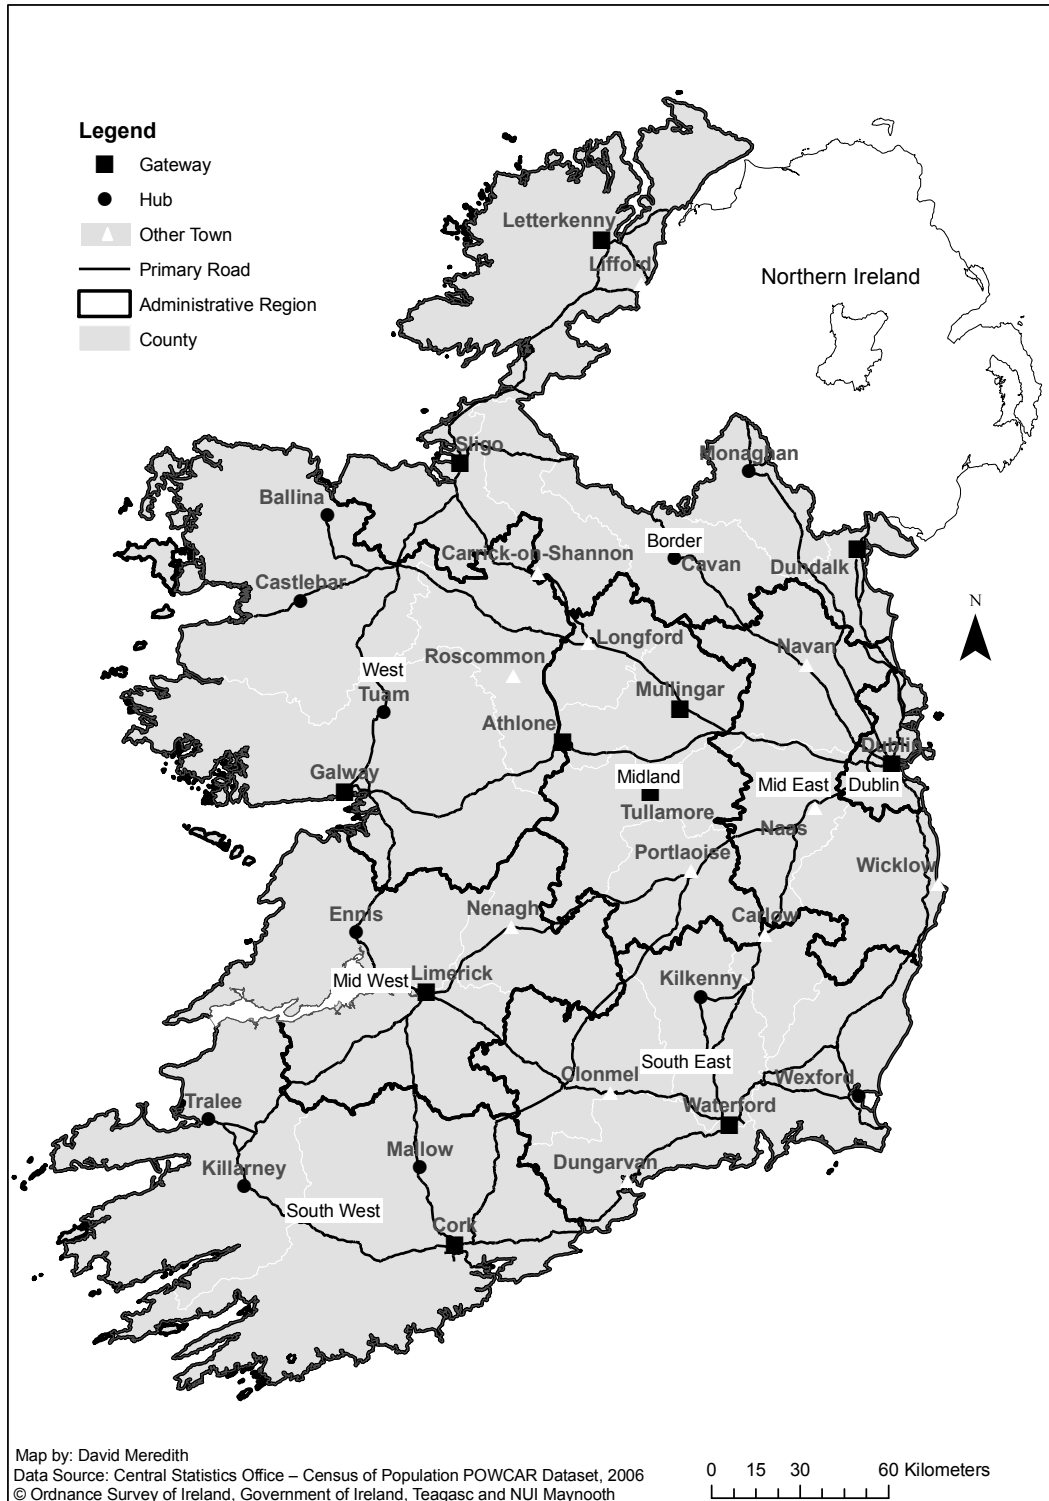 Legend
Gateway
Hub
Other Town
Primary Road
Administrative Region
County
Letterkenny
Lifford
Northern Ireland
Sligo
Monaghan
Ballina
Border
Carrick-on-Shannon
Cavan
Dundalk
Castlebar
N
Longford
Navan
Roscommon
West
Mullingar
Tuam
Athlone
Dublin
Galway
Midland
Mid East
Dublin
Tullamore
Naas
Portlaoise
Wicklow
Ennis
Nenagh
Carlow
Mid West
Limerick
Kilkenny
South East
Clonmel
Wexford
Tralee
Waterford
Mallow
Killarney
Dungarvan
South West
Cork
Map by: David Meredith
Data Source: Central Statistics Office – Census of Population POWCAR Dataset, 2006
© Ordnance Survey of Ireland, Government of Ireland, Teagasc and NUI Maynooth
0 15 30 60 Kilometers